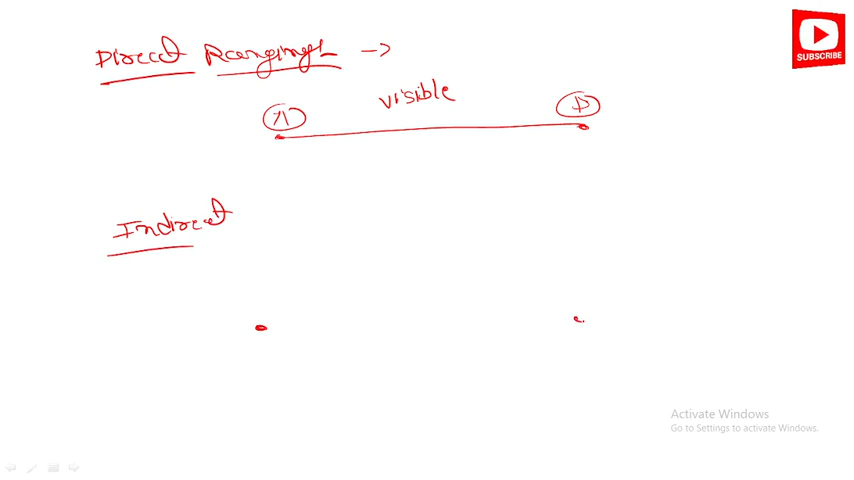 SUBSCRIBE
Direct Ranging →
visible
A
Indirect
Activate Windows
Go to Settings to activate Windows.